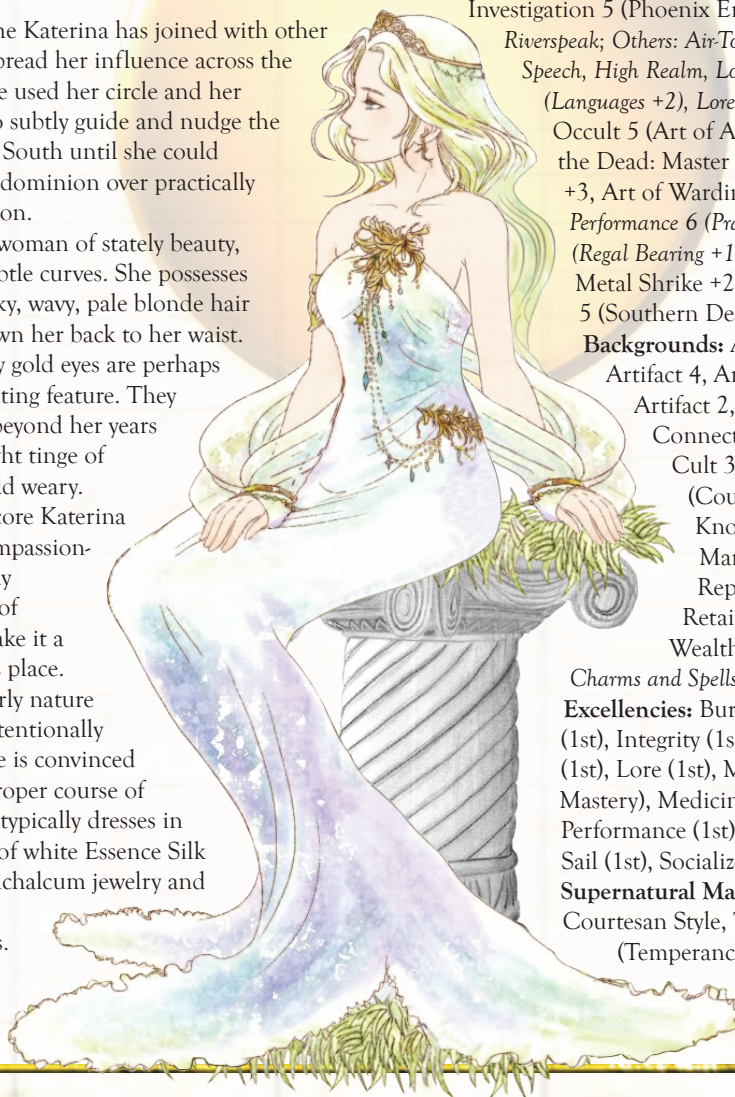 ne Katerina has joined with other
pread her influence across the
e used her circle and her
o subtly guide and nudge the
South until she could
dominion over practically
on.
woman of stately beauty,
btle curves. She possesses
ky, wavy, pale blonde hair
wn her back to her waist.
y gold eyes are perhaps
ting feature. They
beyond her years
ht tinge of
ld weary.
core Katerina
mpassion-
ly
of
ake it a
place.
rly nature
tentionally
e is convinced
roper course of
typically dresses in
of white Essence Silk
chalcum jewelry and
s.
Investigation 5 (Phoenix En
Riverspeak; Others: Air-To
Speech, High Realm, Lo
(Languages +2), Lore
Occult 5 (Art of A
the Dead: Master
+3, Art of Wardin
Performance 6 (Pra
(Regal Bearing +1
Metal Shrike +2
5 (Southern De
Backgrounds: A
Artifact 4, Ar
Artifact 2,
Connect
Cult 3
(Cou
Kno
Man
Rep
Retai
Wealth
Charms and Spells
Excellencies: Bur
(1st), Integrity (1s
(1st), Lore (1st), M
Mastery), Medicin
Performance (1st)
Sail (1st), Socialize
Supernatural Ma
Courtesan Style, T
(Temperanc